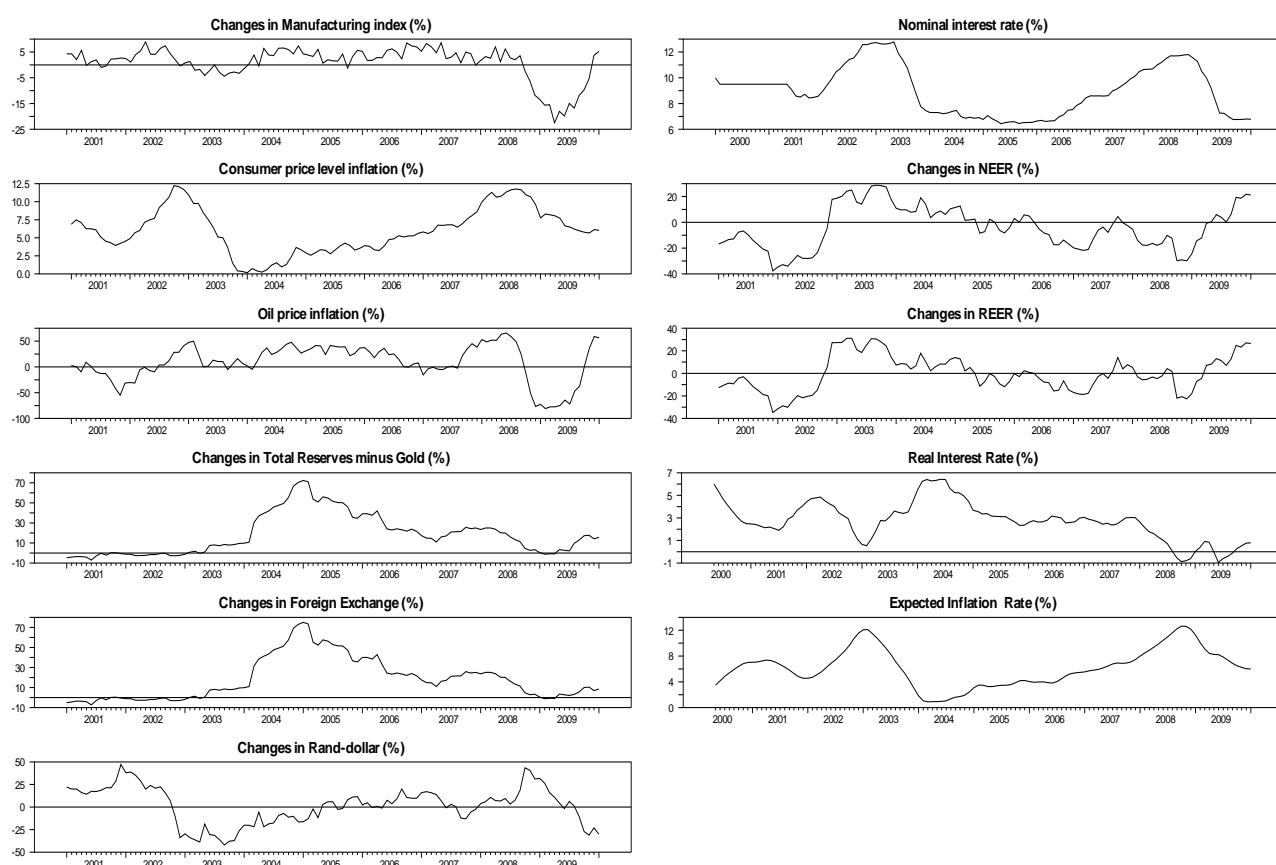 Changes in Manufacturing index (%)
5
-5
-15
-25
2001 2002 2003 2004 2005 2006 2007 2008 2009
Consumer price level inflation (%)
12.5
10.0
7.5
5.0
2.5
0.0
2001 2002 2003 2004 2005 2006 2007 2008 2009
Oil price inflation (%)
50
0
-50
-100
2001 2002 2003 2004 2005 2006 2007 2008 2009
Changes in Total Reserves minus Gold (%)
70
50
30
10
-10
2001 2002 2003 2004 2005 2006 2007 2008 2009
Changes in Foreign Exchange (%)
70
50
30
10
-10
2001 2002 2003 2004 2005 2006 2007 2008 2009
Changes in Rand-dollar (%)
50
25
0
-25
-50
2001 2002 2003 2004 2005 2006 2007 2008 2009
Nominal interest rate (%)
12
10
8
6
2000 2001 2002 2003 2004 2005 2006 2007 2008 2009
Changes in NEER (%)
20
0
-20
-40
2001 2002 2003 2004 2005 2006 2007 2008 2009
Changes in REER (%)
40
20
0
-20
-40
2001 2002 2003 2004 2005 2006 2007 2008 2009
Real Interest Rate (%)
7
5
3
1
-1
2000 2001 2002 2003 2004 2005 2006 2007 2008 2009
Expected Inflation Rate (%)
12
8
4
0
2000 2001 2002 2003 2004 2005 2006 2007 2008 2009